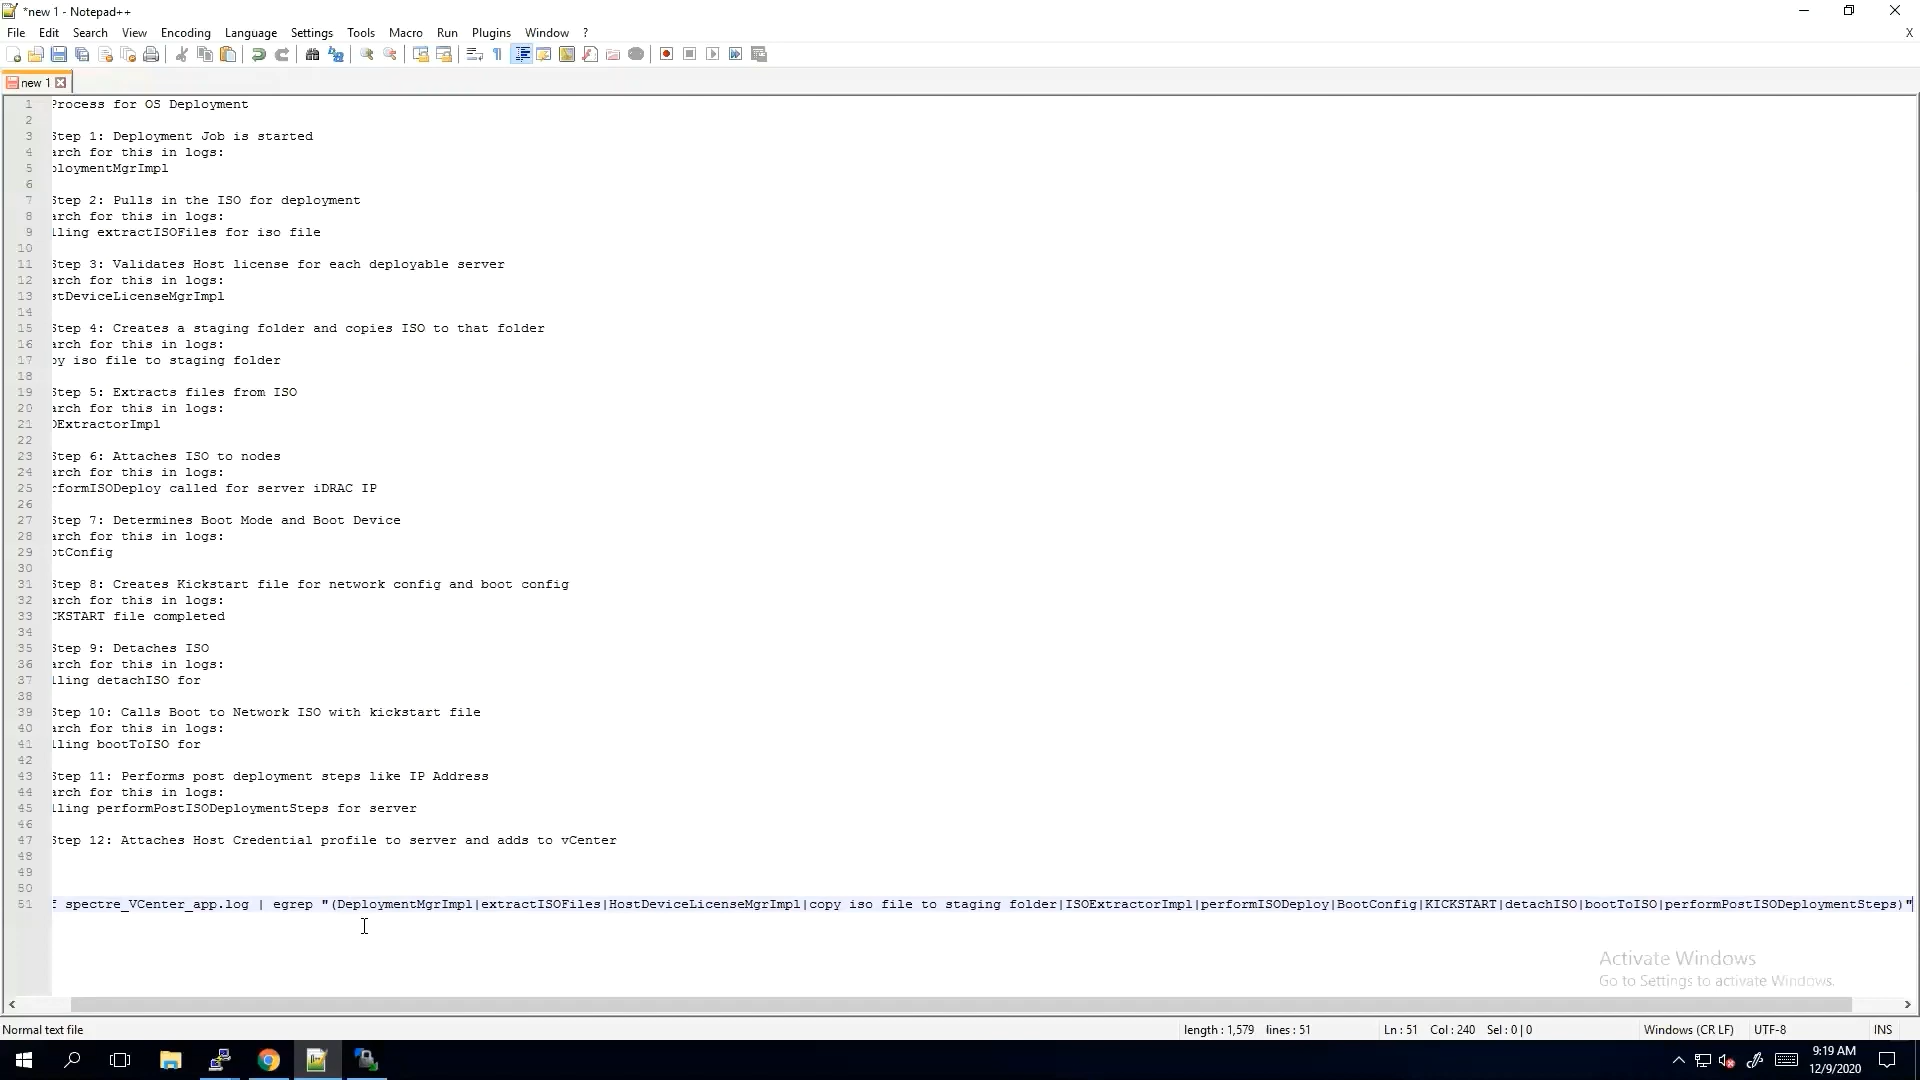 *new 1 - Notepad++
File Edit Search View Encoding Language Settings Tools Macro Run Plugins Window ? X
new 1
1 Process for OS Deployment
2
3 Step 1: Deployment Job is started
4 arch for this in logs:
5 ploymentMgrImpl
6
7 Step 2: Pulls in the ISO for deployment
8 arch for this in logs:
9 lling extractISOFiles for iso file
10
11 Step 3: Validates Host license for each deployable server
12 arch for this in logs:
13 stDeviceLicenseMgrImpl
14
15 Step 4: Creates a staging folder and copies ISO to that folder
16 arch for this in logs:
17 py iso file to staging folder
18
19 Step 5: Extracts files from ISO
20 arch for this in logs:
21 OExtractorImpl
22
23 Step 6: Attaches ISO to nodes
24 arch for this in logs:
25 rformISODeploy called for server iDRAC IP
26
27 Step 7: Determines Boot Mode and Boot Device
28 arch for this in logs:
29 otConfig
30
31 Step 8: Creates Kickstart file for network config and boot config
32 arch for this in logs:
33 CKSTART file completed
34
35 Step 9: Detaches ISO
36 arch for this in logs:
37 lling detachISO for
38
39 Step 10: Calls Boot to Network ISO with kickstart file
40 arch for this in logs:
41 lling bootToISO for
42
43 Step 11: Performs post deployment steps like IP Address
44 arch for this in logs:
45 lling performPostISODeploymentSteps for server
46
47 Step 12: Attaches Host Credential profile to server and adds to vCenter
48
49
50
51 f spectre_VCenter_app.log | egrep "(DeploymentMgrImpl|extractISOFiles|HostDeviceLicenseMgrImpl|copy iso file to staging folder|ISOExtractorImpl|performISODeploy|BootConfig|KICKSTART|detachISO|bootToISO|performPostISODeploymentSteps)"
Activate Windows
Go to Settings to activate Windows.
Normal text file length : 1,579 lines : 51 Ln : 51 Col : 240 Sel : 0 | 0 Windows (CR LF) UTF-8 INS
9:19 AM
12/9/2020